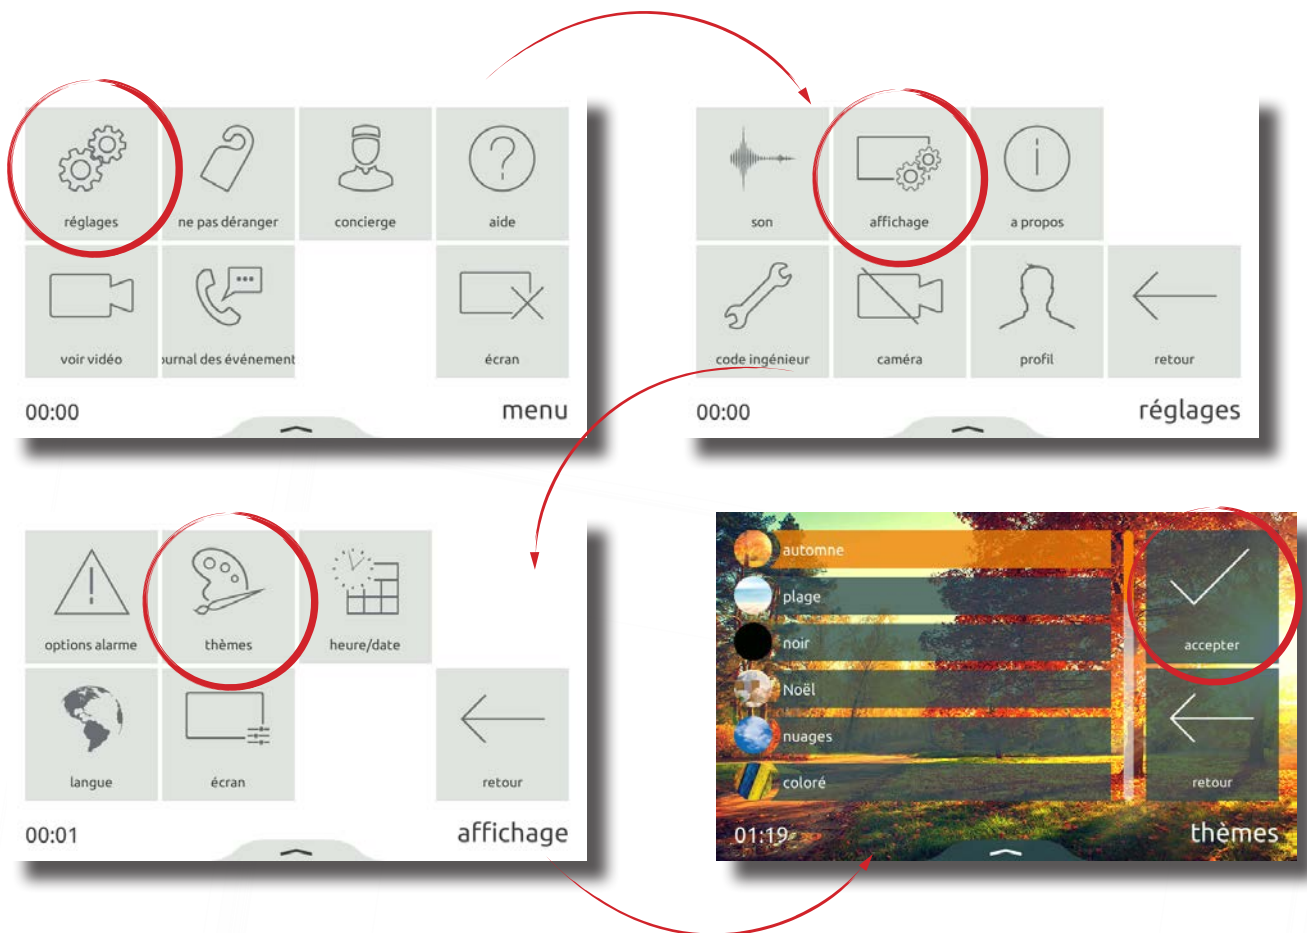 réglages
ne pas déranger
concierge
aide
voir vidéo
urnal des événement
écran
00:00
menu
son
affichage
a propos
code ingénieur
caméra
profil
retour
00:00
réglages
options alarme
thèmes
heure/date
langue
écran
retour
00:01
affichage
automne
plage
noir
Noël
nuages
coloré
accepter
retour
01:19
thèmes